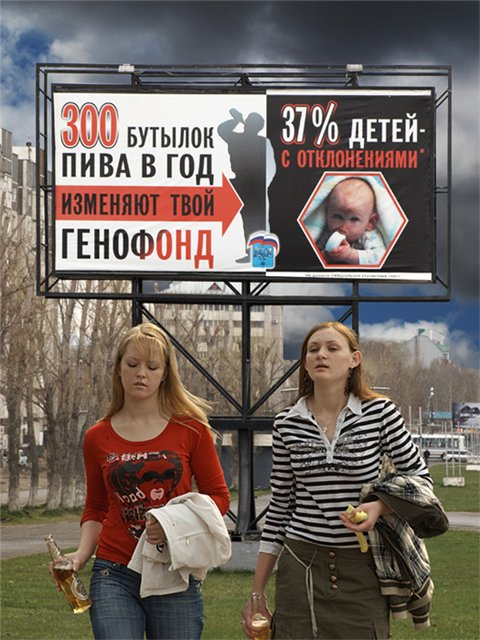 300 БУТЫЛОК
ПИВА В ГОД
ИЗМЕНЯЮТ ТВОЙ
ГЕНОФОНД
37% ДЕТЕЙ-
С ОТКЛОНЕНИЯМИ*